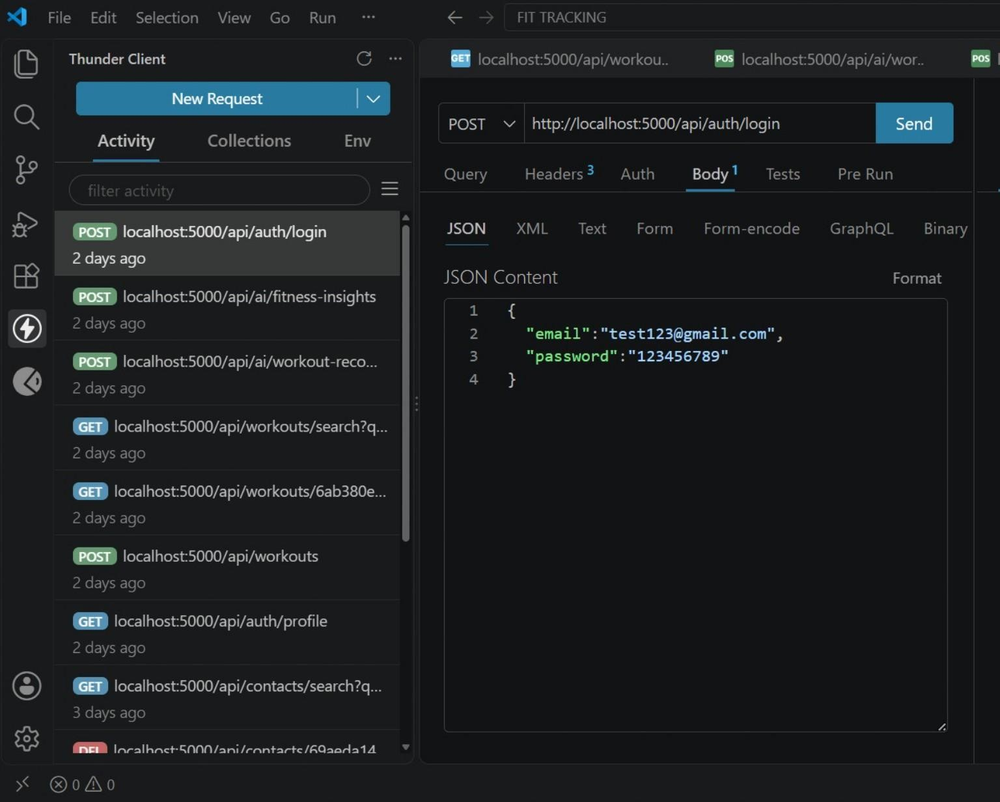 File Edit Selection View Go Run ···
FIT TRACKING
Thunder Client
New Request
Activity Collections Env
filter activity
POST localhost:5000/api/auth/login
2 days ago
POST localhost:5000/api/ai/fitness-insights
2 days ago
POST localhost:5000/api/ai/workout-reco...
2 days ago
GET localhost:5000/api/workouts/search?q...
2 days ago
GET localhost:5000/api/workouts/6ab380e...
2 days ago
POST localhost:5000/api/workouts
2 days ago
GET localhost:5000/api/auth/profile
2 days ago
GET localhost:5000/api/contacts/search?q...
3 days ago
DEL localhost:5000/api/contacts/69aeda14
GET localhost:5000/api/workou..
POS localhost:5000/api/ai/wor..
POS
POST http://localhost:5000/api/auth/login Send
Query Headers 3 Auth Body 1 Tests Pre Run
JSON XML Text Form Form-encode GraphQL Binary
JSON Content Format
1 {
2 "email":"test123@gmail.com",
3 "password":"123456789"
4 }
0 0